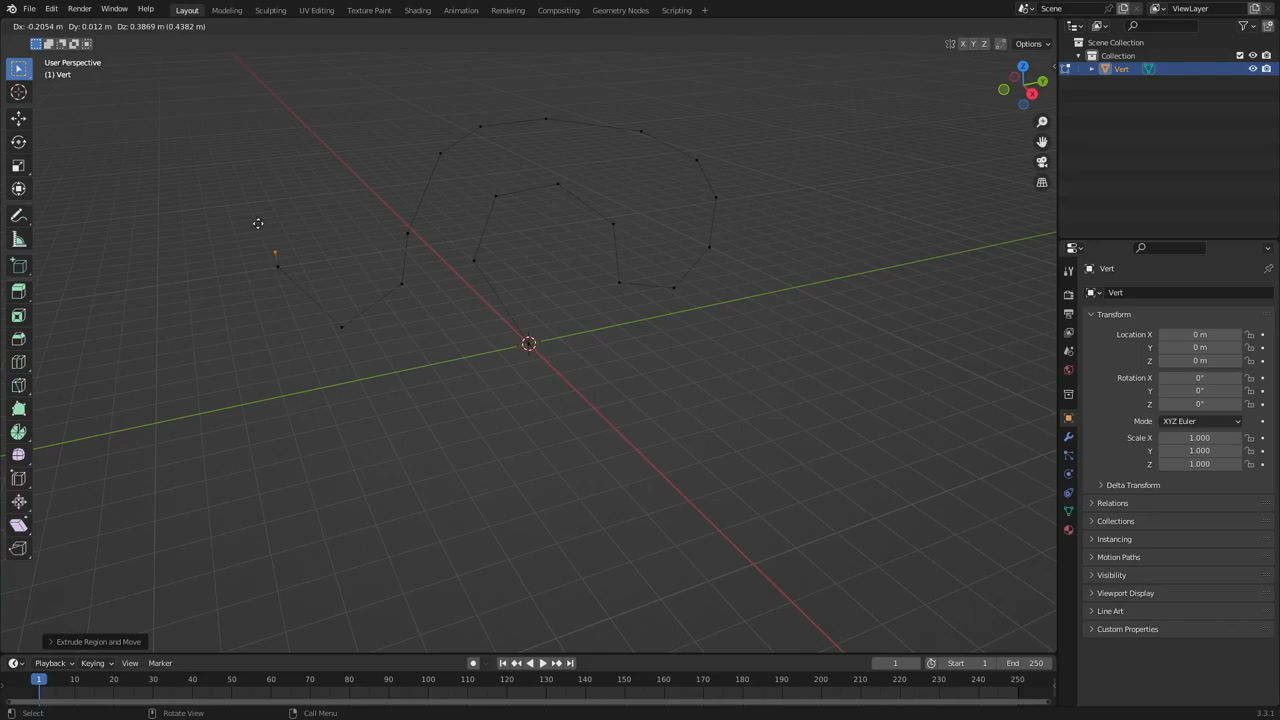 File Edit Render Window Help Layout Modeling Sculpting UV Editing Texture Paint Shading Animation Rendering Compositing Geometry Nodes Scripting + Scene ViewLayer
Dx: -0.2054 m Dy: 0.012 m Dz: 0.3869 m (0.4382 m)
X Y Z Options
User Perspective
(1) Vert
Z
Y
X
Scene Collection
Collection
Vert
Vert
Vert
Transform
Location X 0 m
Y 0 m
Z 0 m
Rotation X 0°
Y 0°
Z 0°
Mode XYZ Euler
Scale X 1.000
Y 1.000
Z 1.000
Delta Transform
Relations
Collections
Instancing
Motion Paths
Visibility
Viewport Display
Line Art
Custom Properties
Extrude Region and Move
Playback Keying View Marker 1 Start 1 End 250
1 10 20 30 40 50 60 70 80 90 100 110 120 130 140 150 160 170 180 190 200 210 220 230 240 250
Select Rotate View Call Menu 3.3.1